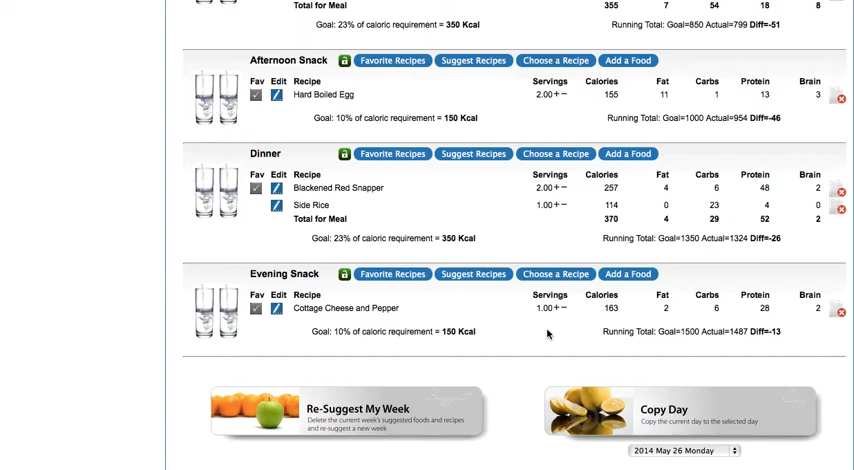 Total for Meal 355 7 54 18 8
Goal: 23% of caloric requirement = 350 Kcal Running Total: Goal=850 Actual=799 Diff=-51
Afternoon Snack Favorite Recipes Suggest Recipes Choose a Recipe Add a Food
Fav Edit Recipe Servings Calories Fat Carbs Protein Brain
Hard Boiled Egg 2.00+− 155 11 1 13 3
Goal: 10% of caloric requirement = 150 Kcal Running Total: Goal=1000 Actual=954 Diff=-46
Dinner Favorite Recipes Suggest Recipes Choose a Recipe Add a Food
Fav Edit Recipe Servings Calories Fat Carbs Protein Brain
Blackened Red Snapper 2.00+− 257 4 6 48 2
Side Rice 1.00+− 114 0 23 4 0
Total for Meal 370 4 29 52 2
Goal: 23% of caloric requirement = 350 Kcal Running Total: Goal=1350 Actual=1324 Diff=-26
Evening Snack Favorite Recipes Suggest Recipes Choose a Recipe Add a Food
Fav Edit Recipe Servings Calories Fat Carbs Protein Brain
Cottage Cheese and Pepper 1.00+− 163 2 6 28 2
Goal: 10% of caloric requirement = 150 Kcal Running Total: Goal=1500 Actual=1487 Diff=-13
Re-Suggest My Week
Delete the current week's suggested foods and recipes
and re-suggest a new week
Copy Day
Copy the current day to the selected day
2014 May 26 Monday